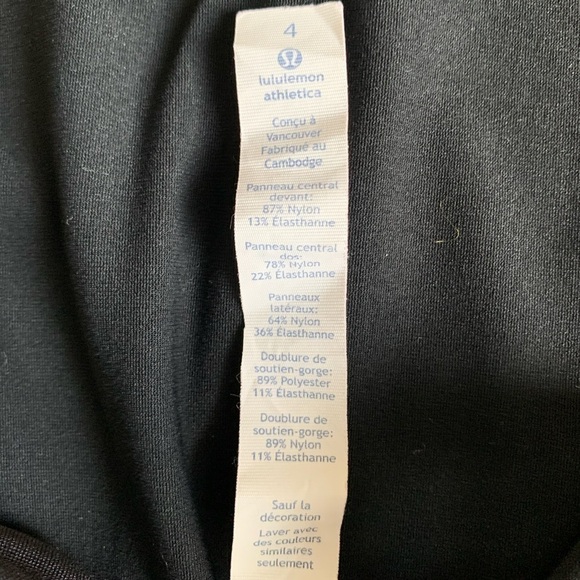 4
lululemon
athletica
Conçu à
Vancouver
Fabriqué au
Cambodge
Panneau central
devant:
87% Nylon
13% Élasthanne
Panneau central
dos:
78% Nylon
22% Élasthanne
Panneaux
latéraux:
64% Nylon
36% Élasthanne
Doublure de
soutien-gorge:
89% Polyester
11% Élasthanne
Doublure de
soutien-gorge:
89% Nylon
11% Élasthanne
Sauf la
décoration
Laver avec
des couleurs
similaires
seulement